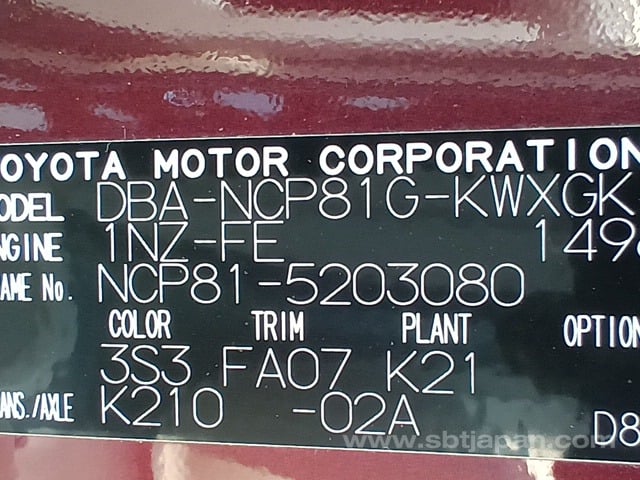 OYOTA MOTOR CORPORATION
ODEL DBA-NCP81G-KWXGK
NGINE 1NZ-FE 149
AME No. NCP81-5203080
COLOR TRIM PLANT OPTION
3S3 FA07 K21
ANS./AXLE K210 -02A D8
www.sbtjapan.com